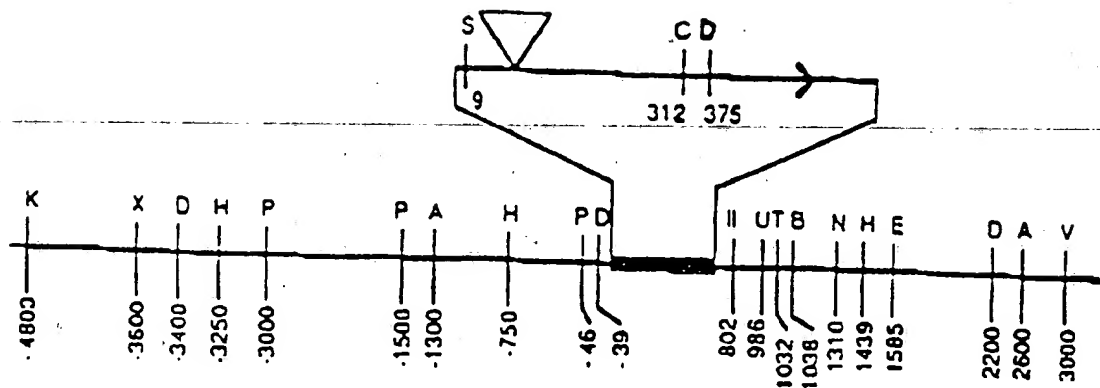 S C D
9 312 375
K X D H P P A H P D II U T B N H E D A V
-4800 -3600 -3400 -3250 -3000 -1500 -1300 -750 -46 -39 802 986 1032 1038 1310 1439 1585 2200 2600 3000